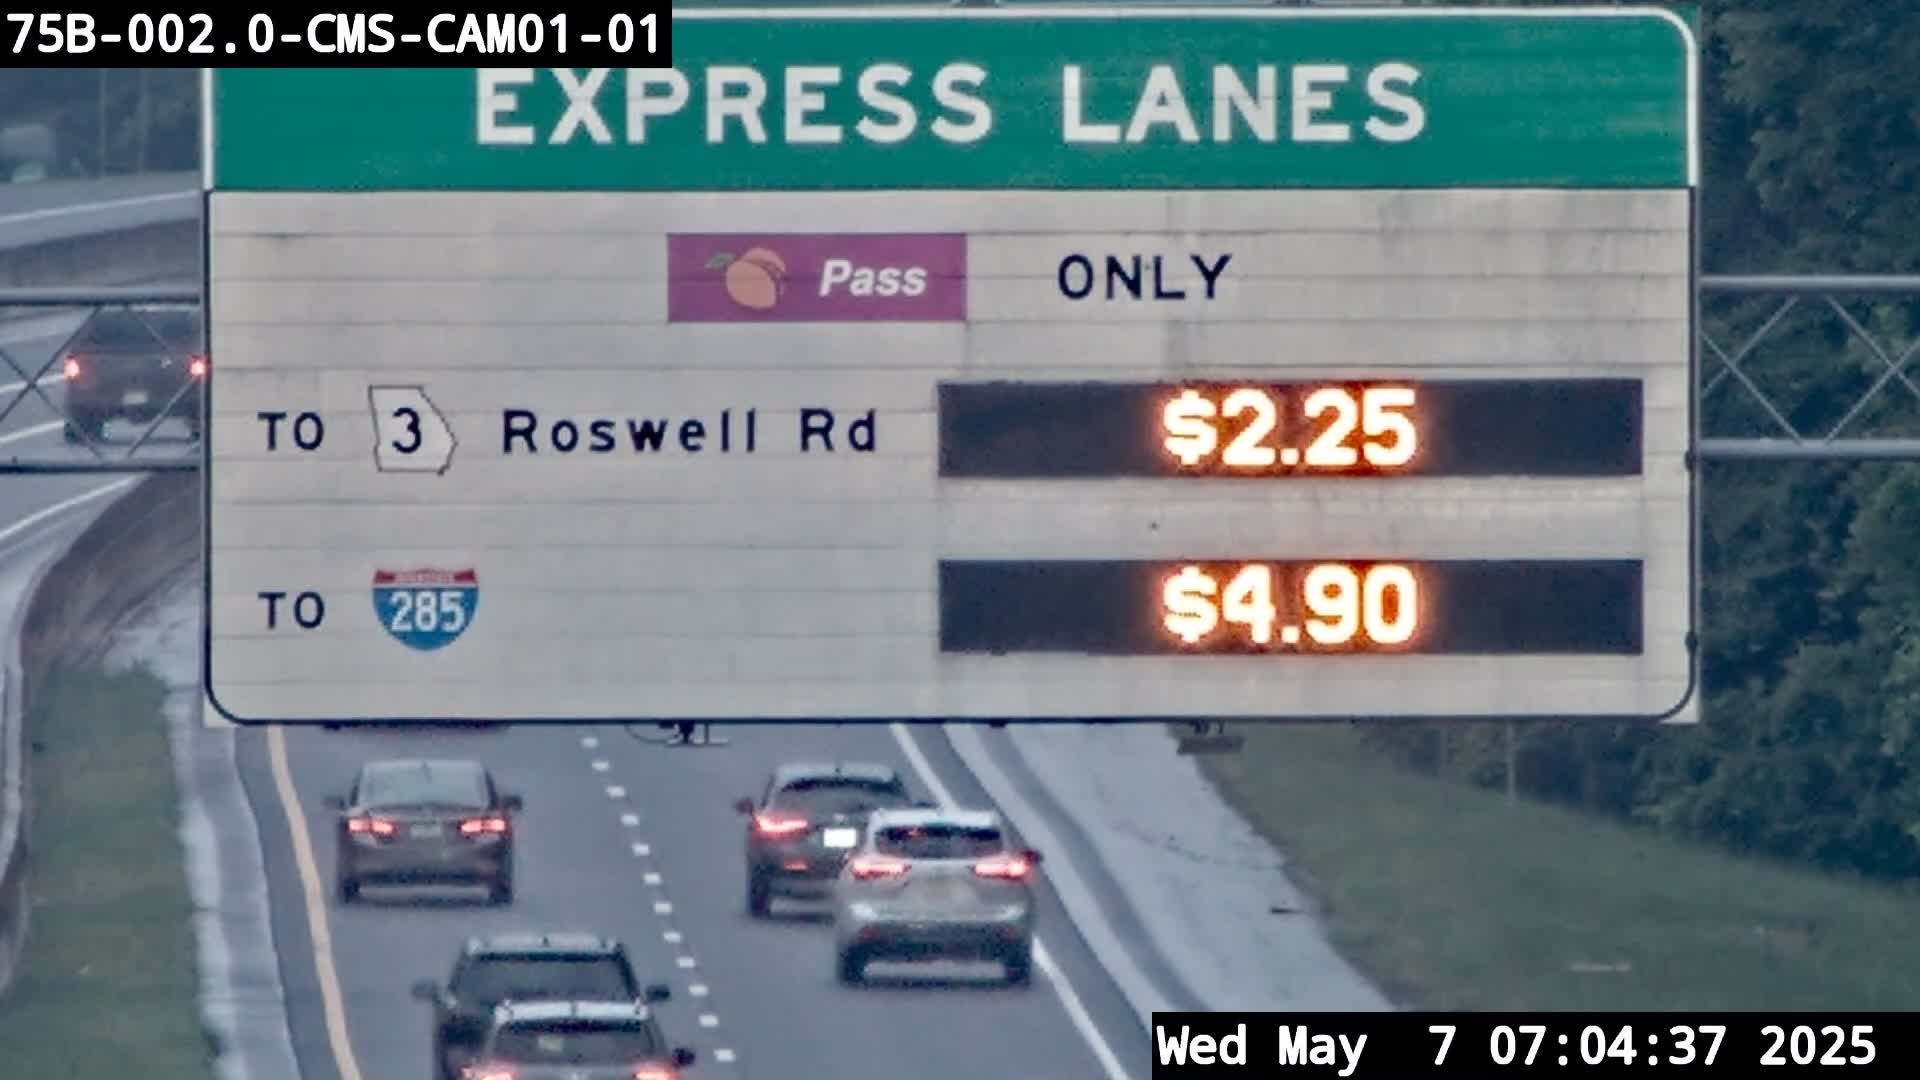 75B-002.0-CMS-CAM01-01
EXPRESS LANES
Pass ONLY
TO 3 Roswell Rd $2.25
TO 285 $4.90
Wed May 7 07:04:37 2025